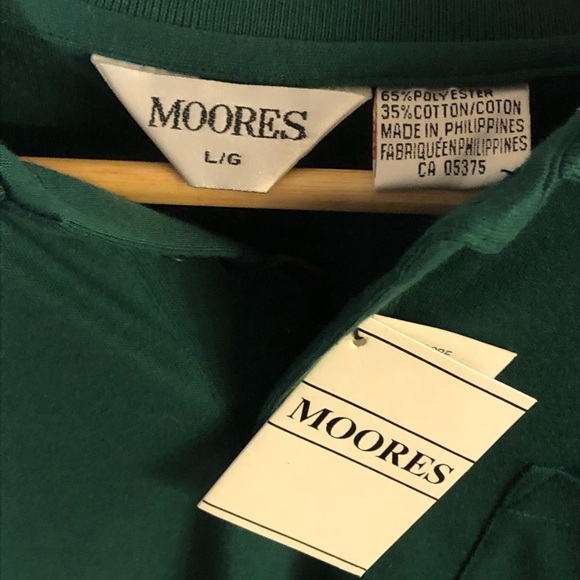 MOORES
L/G
65% POLYESTER
35% COTTON/COTON
MADE IN PHILIPPINES
FABRIQUÉ EN PHILIPPINES
CA 05375
MOORES